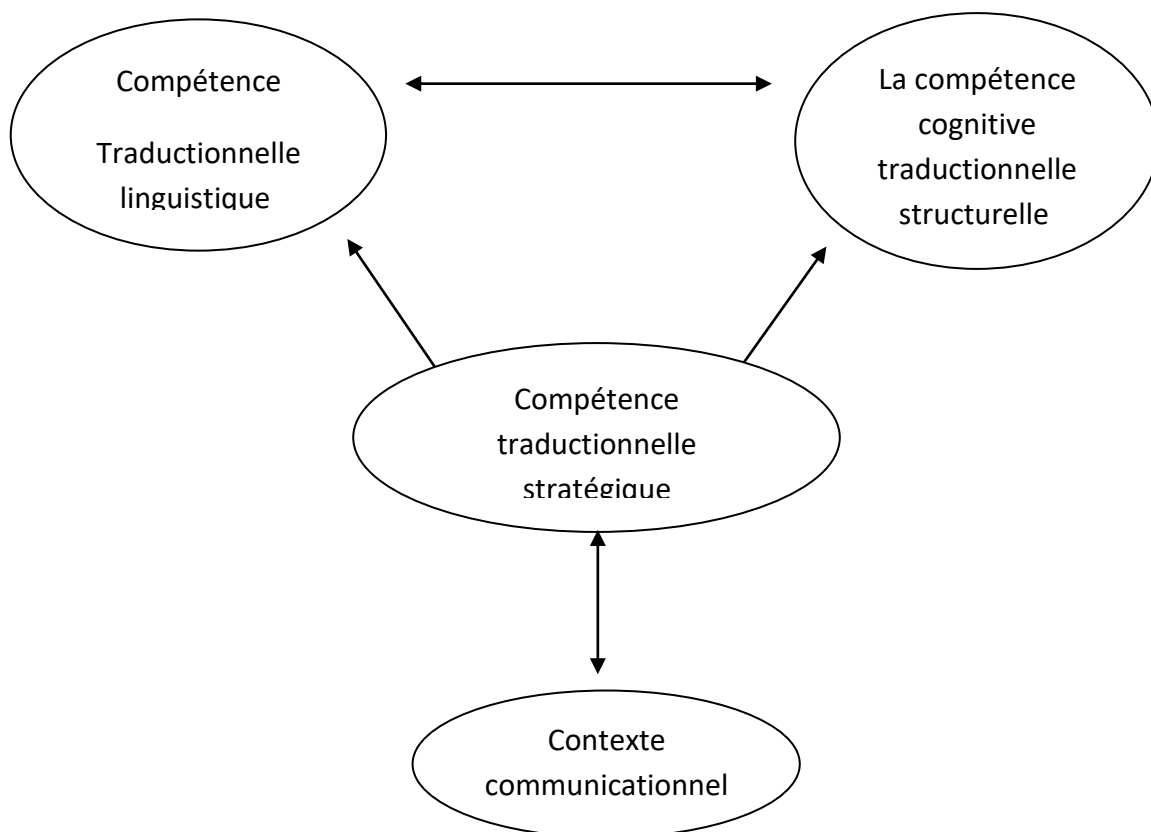 Compétence
Traductionnelle
linguistique
La compétence
cognitive
traductionnelle
structurelle
Compétence
traductionnelle
stratégique
Contexte
communicationnel